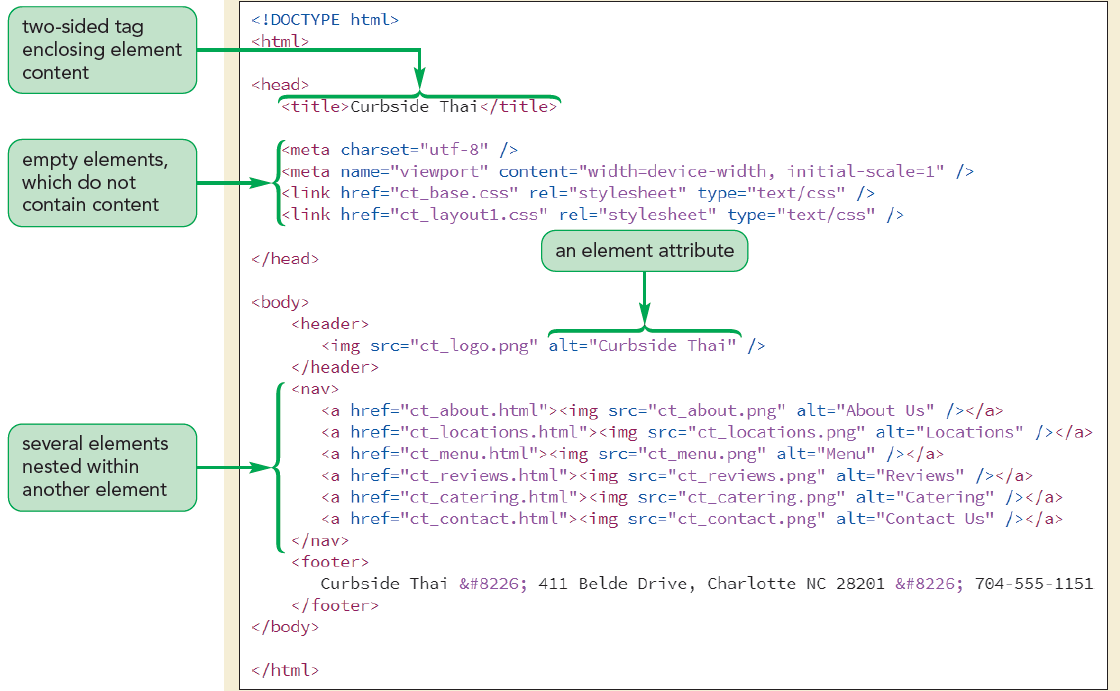 two-sided tag
enclosing element
content
empty elements,
which do not
contain content
an element attribute
several elements
nested within
another element
<!DOCTYPE html>
<html>
<head>
<title>Curbside Thai</title>
<meta charset="utf-8" />
<meta name="viewport" content="width=device-width, initial-scale=1" />
<link href="ct_base.css" rel="stylesheet" type="text/css" />
<link href="ct_layout1.css" rel="stylesheet" type="text/css" />
</head>
<body>
<header>
<img src="ct_logo.png" alt="Curbside Thai" />
</header>
<nav>
<a href="ct_about.html"><img src="ct_about.png" alt="About Us" /></a>
<a href="ct_locations.html"><img src="ct_locations.png" alt="Locations" /></a>
<a href="ct_menu.html"><img src="ct_menu.png" alt="Menu" /></a>
<a href="ct_reviews.html"><img src="ct_reviews.png" alt="Reviews" /></a>
<a href="ct_catering.html"><img src="ct_catering.png" alt="Catering" /></a>
<a href="ct_contact.html"><img src="ct_contact.png" alt="Contact Us" /></a>
</nav>
<footer>
Curbside Thai &#8226; 411 Belde Drive, Charlotte NC 28201 &#8226; 704-555-1151
</footer>
</body>
</html>